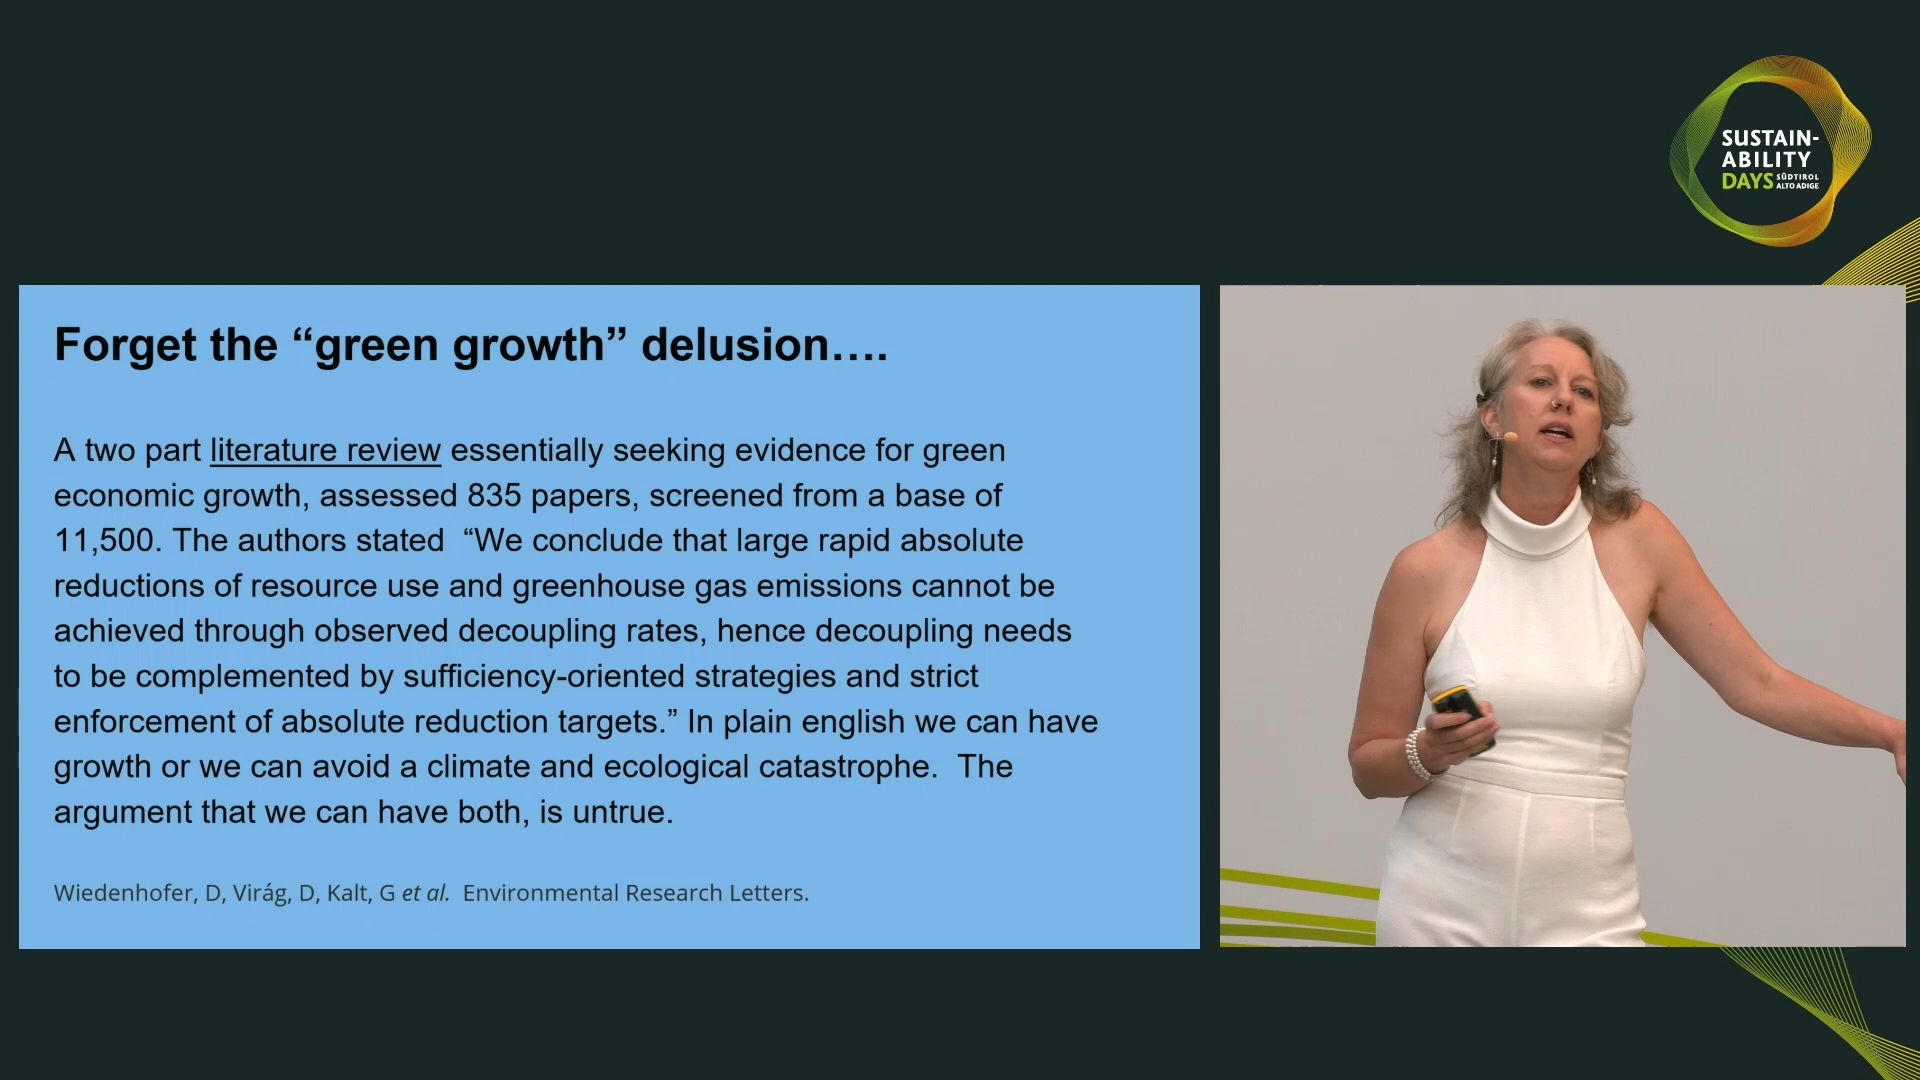 SUSTAIN-
ABILITY
DAYS SÜDTIROL
ALTO ADIGE
Forget the “green growth” delusion….
A two part literature review essentially seeking evidence for green
economic growth, assessed 835 papers, screened from a base of
11,500. The authors stated  “We conclude that large rapid absolute
reductions of resource use and greenhouse gas emissions cannot be
achieved through observed decoupling rates, hence decoupling needs
to be complemented by sufficiency-oriented strategies and strict
enforcement of absolute reduction targets.” In plain english we can have
growth or we can avoid a climate and ecological catastrophe.  The
argument that we can have both, is untrue.
Wiedenhofer, D, Virág, D, Kalt, G et al.  Environmental Research Letters.